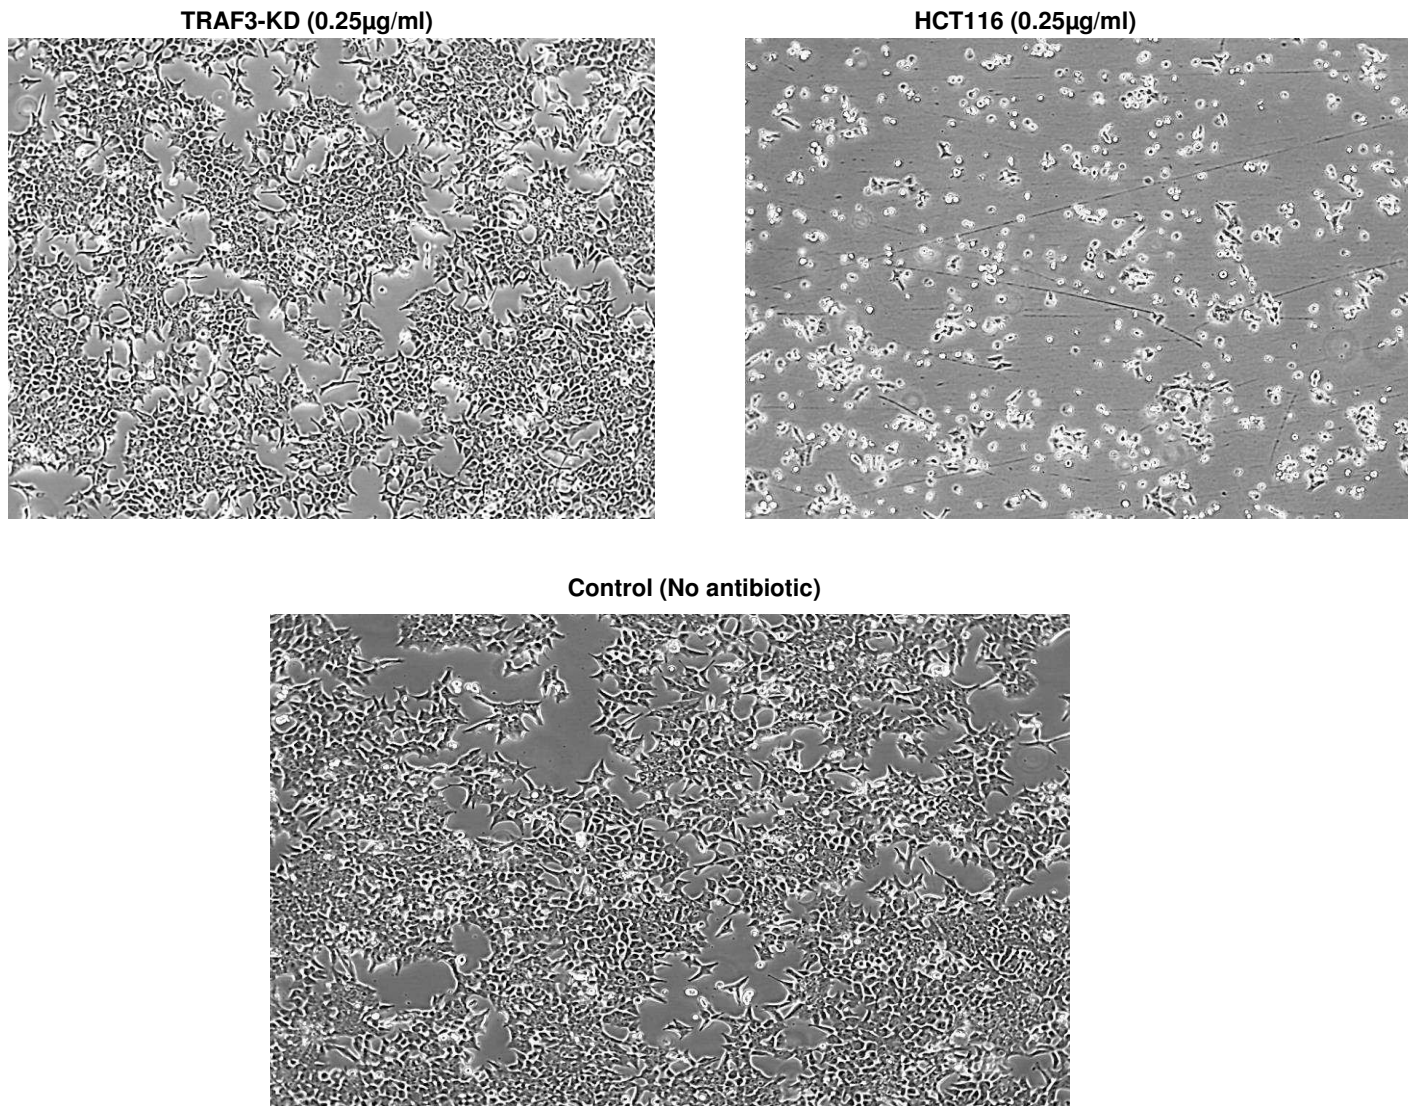 TRAF3-KD (0.25µg/ml)
HCT116 (0.25µg/ml)
Control (No antibiotic)